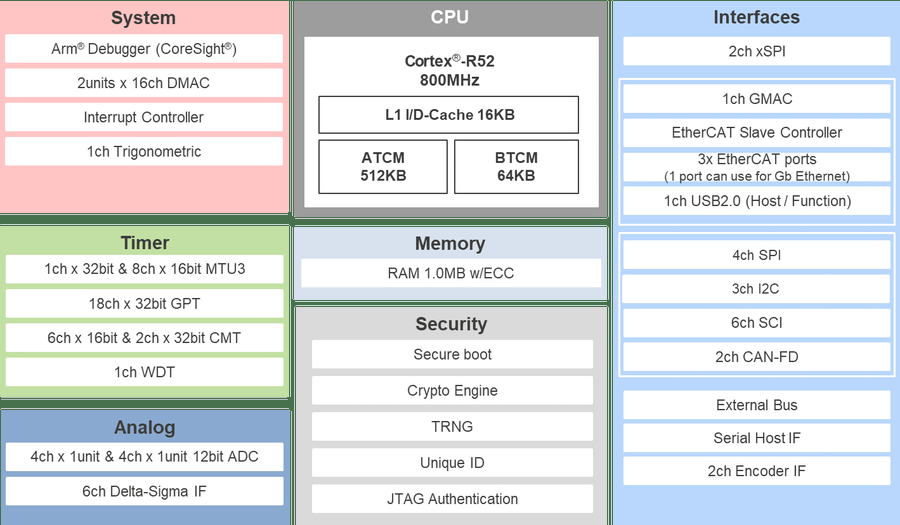 System
Arm® Debugger (CoreSight®)
2units x 16ch DMAC
Interrupt Controller
1ch Trigonometric
CPU
Cortex®-R52
800MHz
L1 I/D-Cache 16KB
ATCM
512KB
BTCM
64KB
Interfaces
2ch xSPI
1ch GMAC
EtherCAT Slave Controller
3x EtherCAT ports
(1 port can use for Gb Ethernet)
1ch USB2.0 (Host / Function)
4ch SPI
3ch I2C
6ch SCI
2ch CAN-FD
External Bus
Serial Host IF
2ch Encoder IF
Timer
1ch x 32bit & 8ch x 16bit MTU3
18ch x 32bit GPT
6ch x 16bit & 2ch x 32bit CMT
1ch WDT
Memory
RAM 1.0MB w/ECC
Security
Secure boot
Crypto Engine
TRNG
Unique ID
JTAG Authentication
Analog
4ch x 1unit & 4ch x 1unit 12bit ADC
6ch Delta-Sigma IF